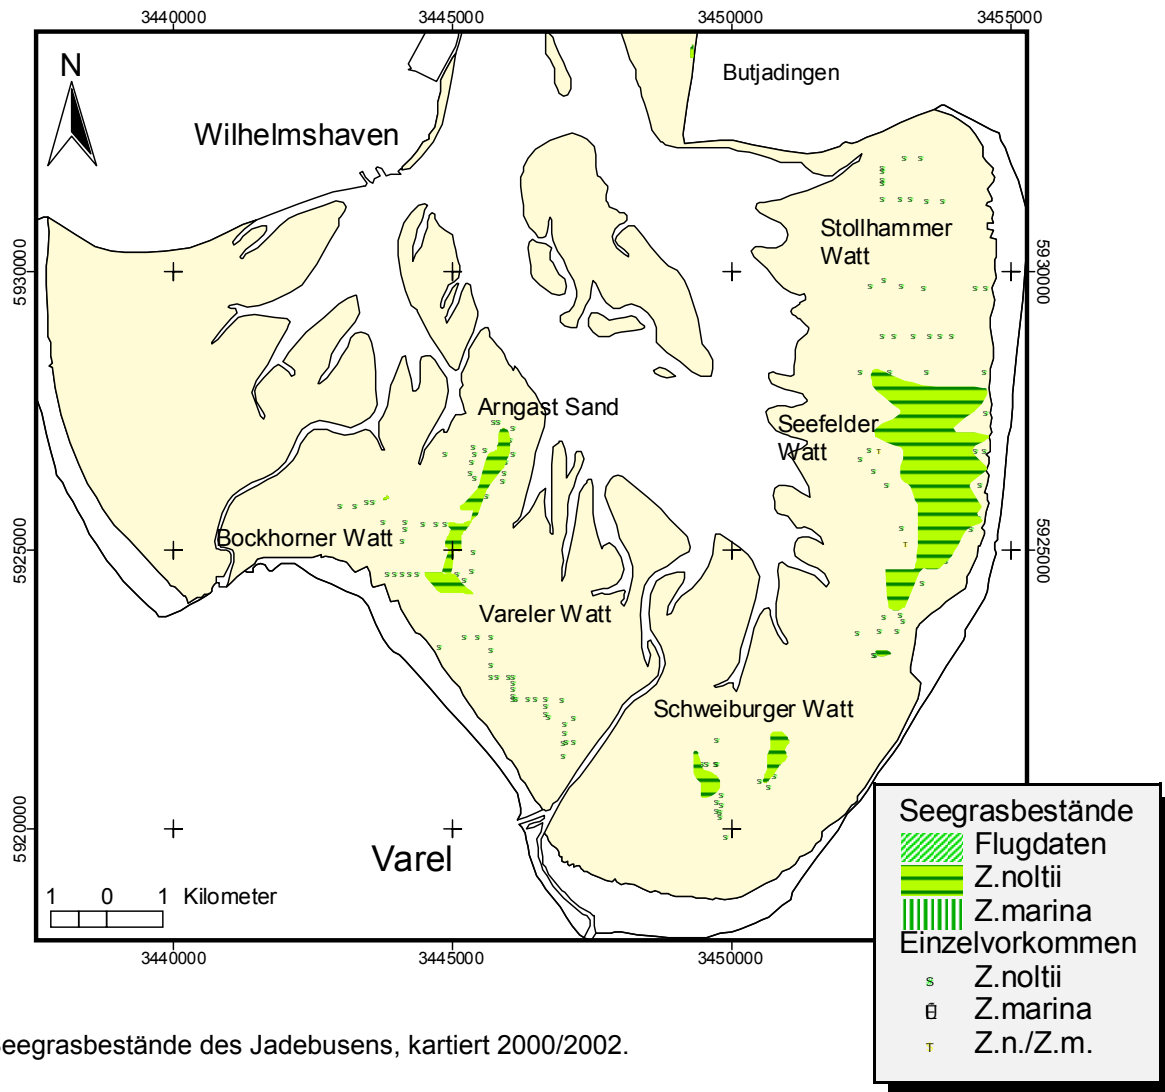 3440000 3445000 3450000 3455000
N
Butjadingen
Wilhelmshaven
Stollhammer
Watt
5930000 5930000
Arngast Sand
Seefelder
Watt
Bockhorner Watt
5925000 5925000
Vareler Watt
Schweiburger Watt
5920000
Varel
1 0 1 Kilometer
3440000 3445000 3450000
Seegrasbestände
Flugdaten
Z.noltii
Z.marina
Einzelvorkommen
s Z.noltii
Z.marina
T Z.n./Z.m.
eegrasbestände des Jadebusens, kartiert 2000/2002.